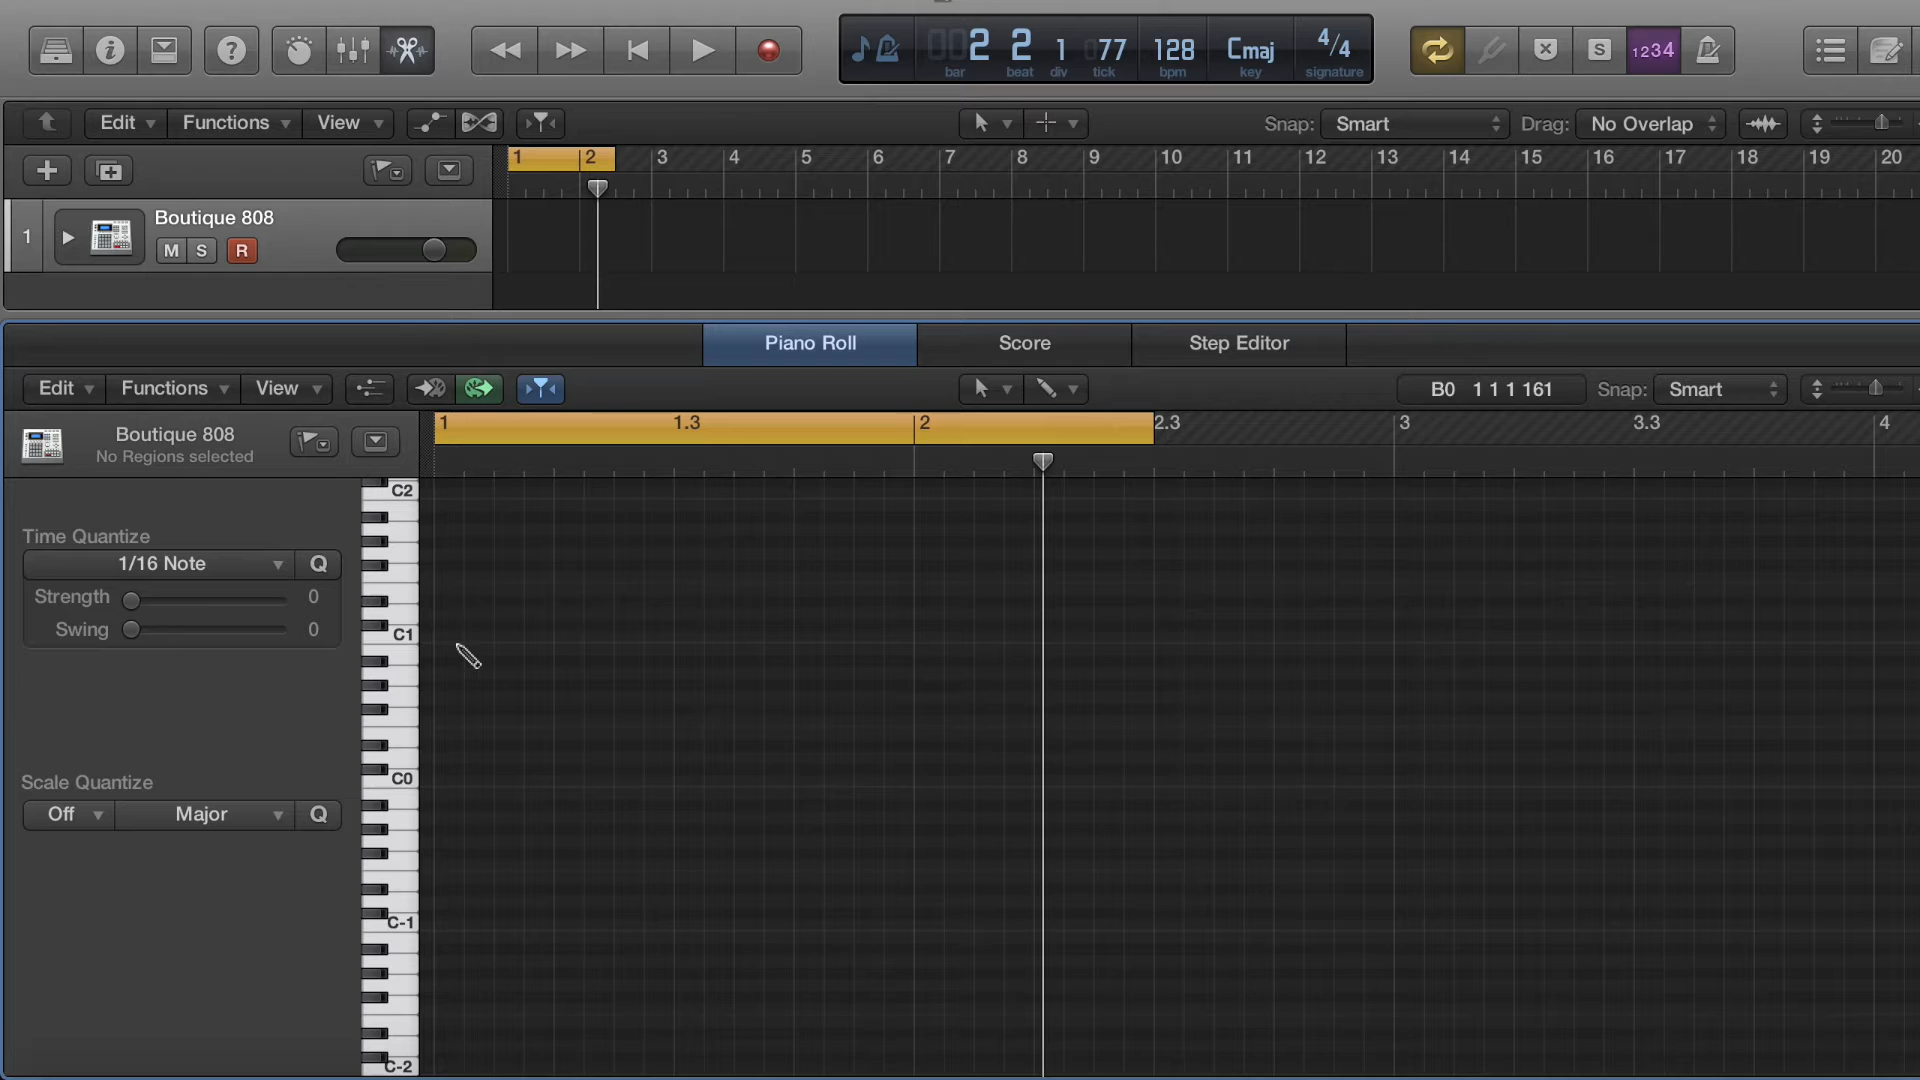 2 2 1 77 128 Cmaj 4/4
bar beat div tick bpm key signature
S 1234
Edit Functions View Snap: Smart Drag: No Overlap
1 2 3 4 5 6 7 8 9 10 11 12 13 14 15 16 17 18 19 20
1 Boutique 808
M S R
Piano Roll Score Step Editor
Edit Functions View B0 1 1 1 161 Snap: Smart
1 1.3 2 2.3 3 3.3 4
Boutique 808
No Regions selected
C2
Time Quantize
1/16 Note Q
Strength 0
Swing 0
C1
C0
Scale Quantize
Off Major Q
C-1
C-2